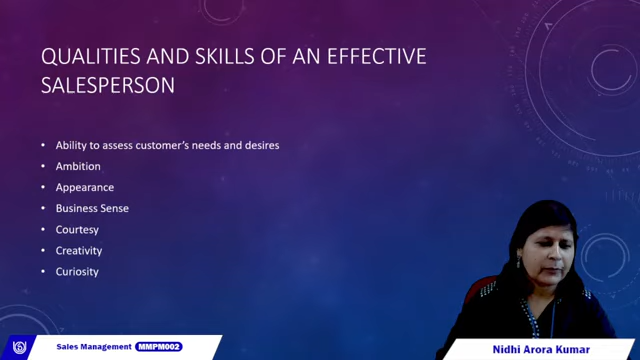 QUALITIES AND SKILLS OF AN EFFECTIVE
SALESPERSON
• Ability to assess customer's needs and desires
• Ambition
• Appearance
• Business Sense
• Courtesy
• Creativity
• Curiosity
Sales Management MMPM002
Nidhi Arora Kumar